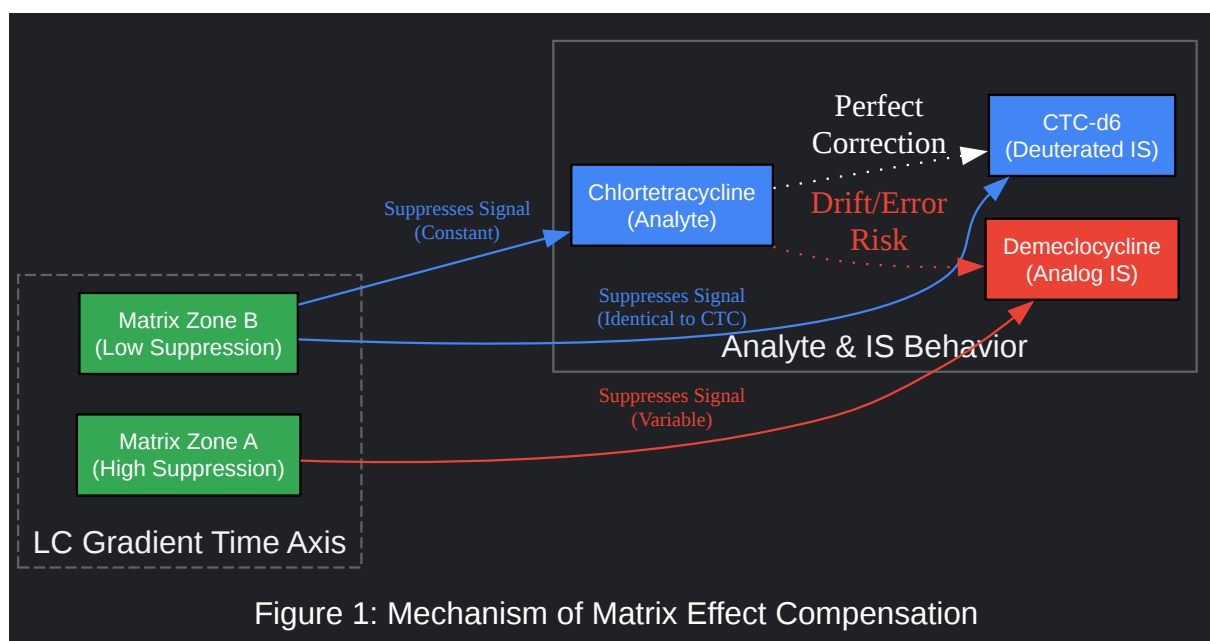 Perfect
Correction
CTC-d6
(Deuterated IS)
Chlortetracycline
(Analyte)
Suppresses Signal
(Constant)
Drift/Error
Risk
Demeclocycline
(Analog IS)
Matrix Zone B
(Low Suppression)
Suppresses Signal
(Identical to CTC)
Analyte & IS Behavior
Suppresses Signal
(Variable)
Matrix Zone A
(High Suppression)
LC Gradient Time Axis
Figure 1: Mechanism of Matrix Effect Compensation